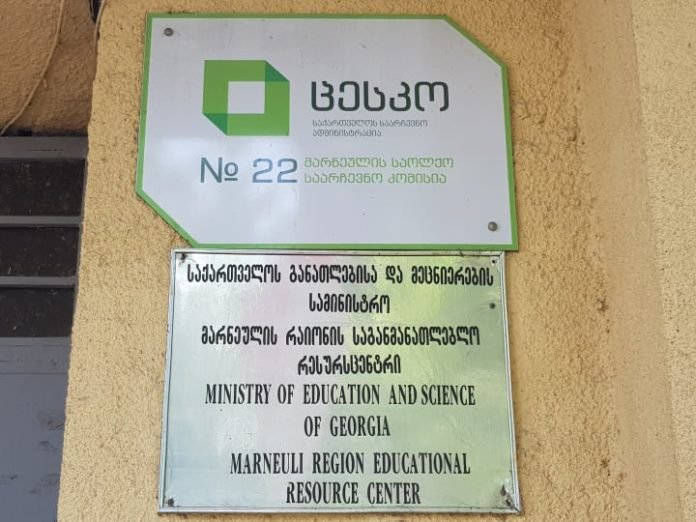 ცესკო
საქართველოს საარჩევნო
ადმინისტრაცია
№ 22 მარნეულის საოლქო
საარჩევნო კომისია
საქართველოს განათლებისა და მეცნიერების
სამინისტრო
მარნეულის რაიონის საგანმანათლებლო
რესურსცენტრი
MINISTRY OF EDUCATION AND SCIENCE
OF GEORGIA
MARNEULI REGION EDUCATIONAL
RESOURCE CENTER